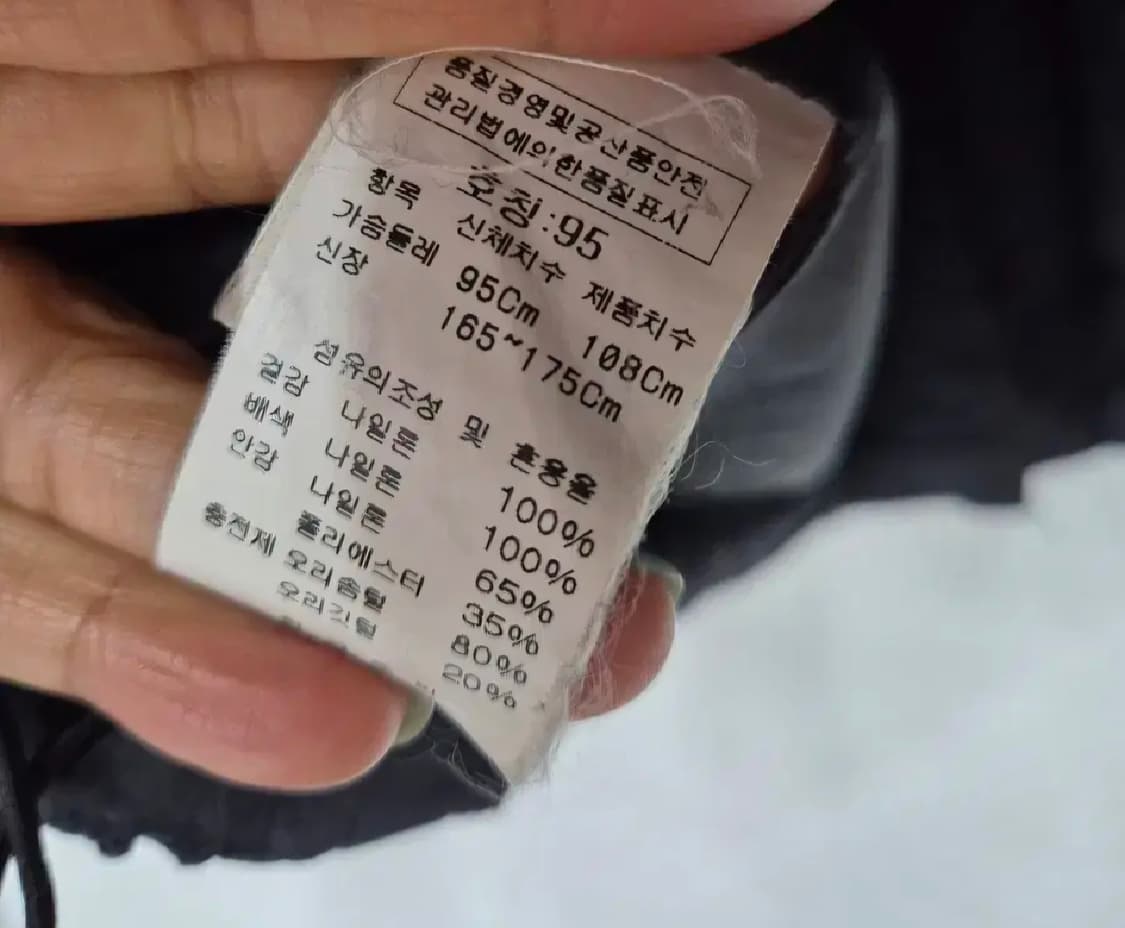 품질경영및공산품안전
관리법에의한품질표시
호칭:95
항목 신체치수 제품치수
가슴둘레 95Cm 108Cm
신장 165~175Cm
섬유의조성 및 혼용율
겉감 나일론 100%
배색 나일론 100%
안감 나일론 65%
폴리에스터 35%
충전제 오리솜털 80%
오리깃털 20%